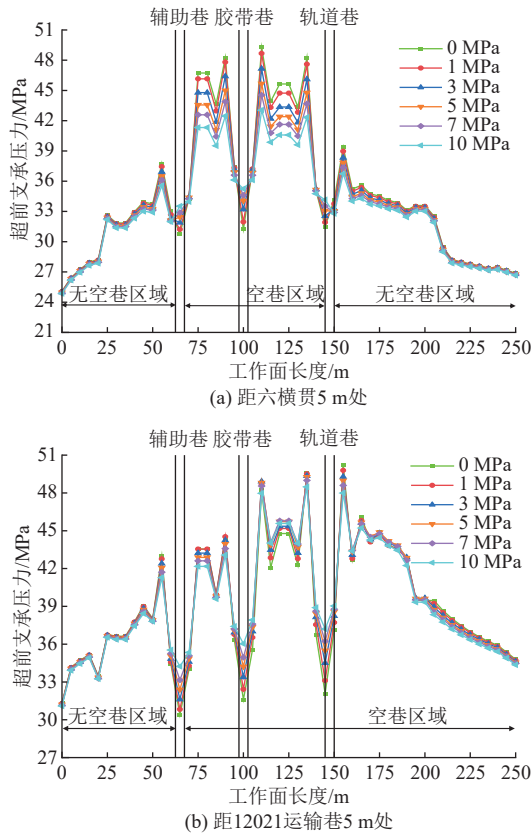 辅助巷 胶带巷 轨道巷
51
48
45
42
39
36
33
30
27
24
21
超前支承压力/MPa
0 MPa
1 MPa
3 MPa
5 MPa
7 MPa
10 MPa
无空巷区域 空巷区域 无空巷区域
0 25 50 75 100 125 150 175 200 225 250
工作面长度/m
(a) 距六横贯5 m处
辅助巷 胶带巷 轨道巷
51
48
45
42
39
36
33
30
27
超前支承压力/MPa
0 MPa
1 MPa
3 MPa
5 MPa
7 MPa
10 MPa
无空巷区域 空巷区域
0 25 50 75 100 125 150 175 200 225 250
工作面长度/m
(b) 距12021运输巷5 m处